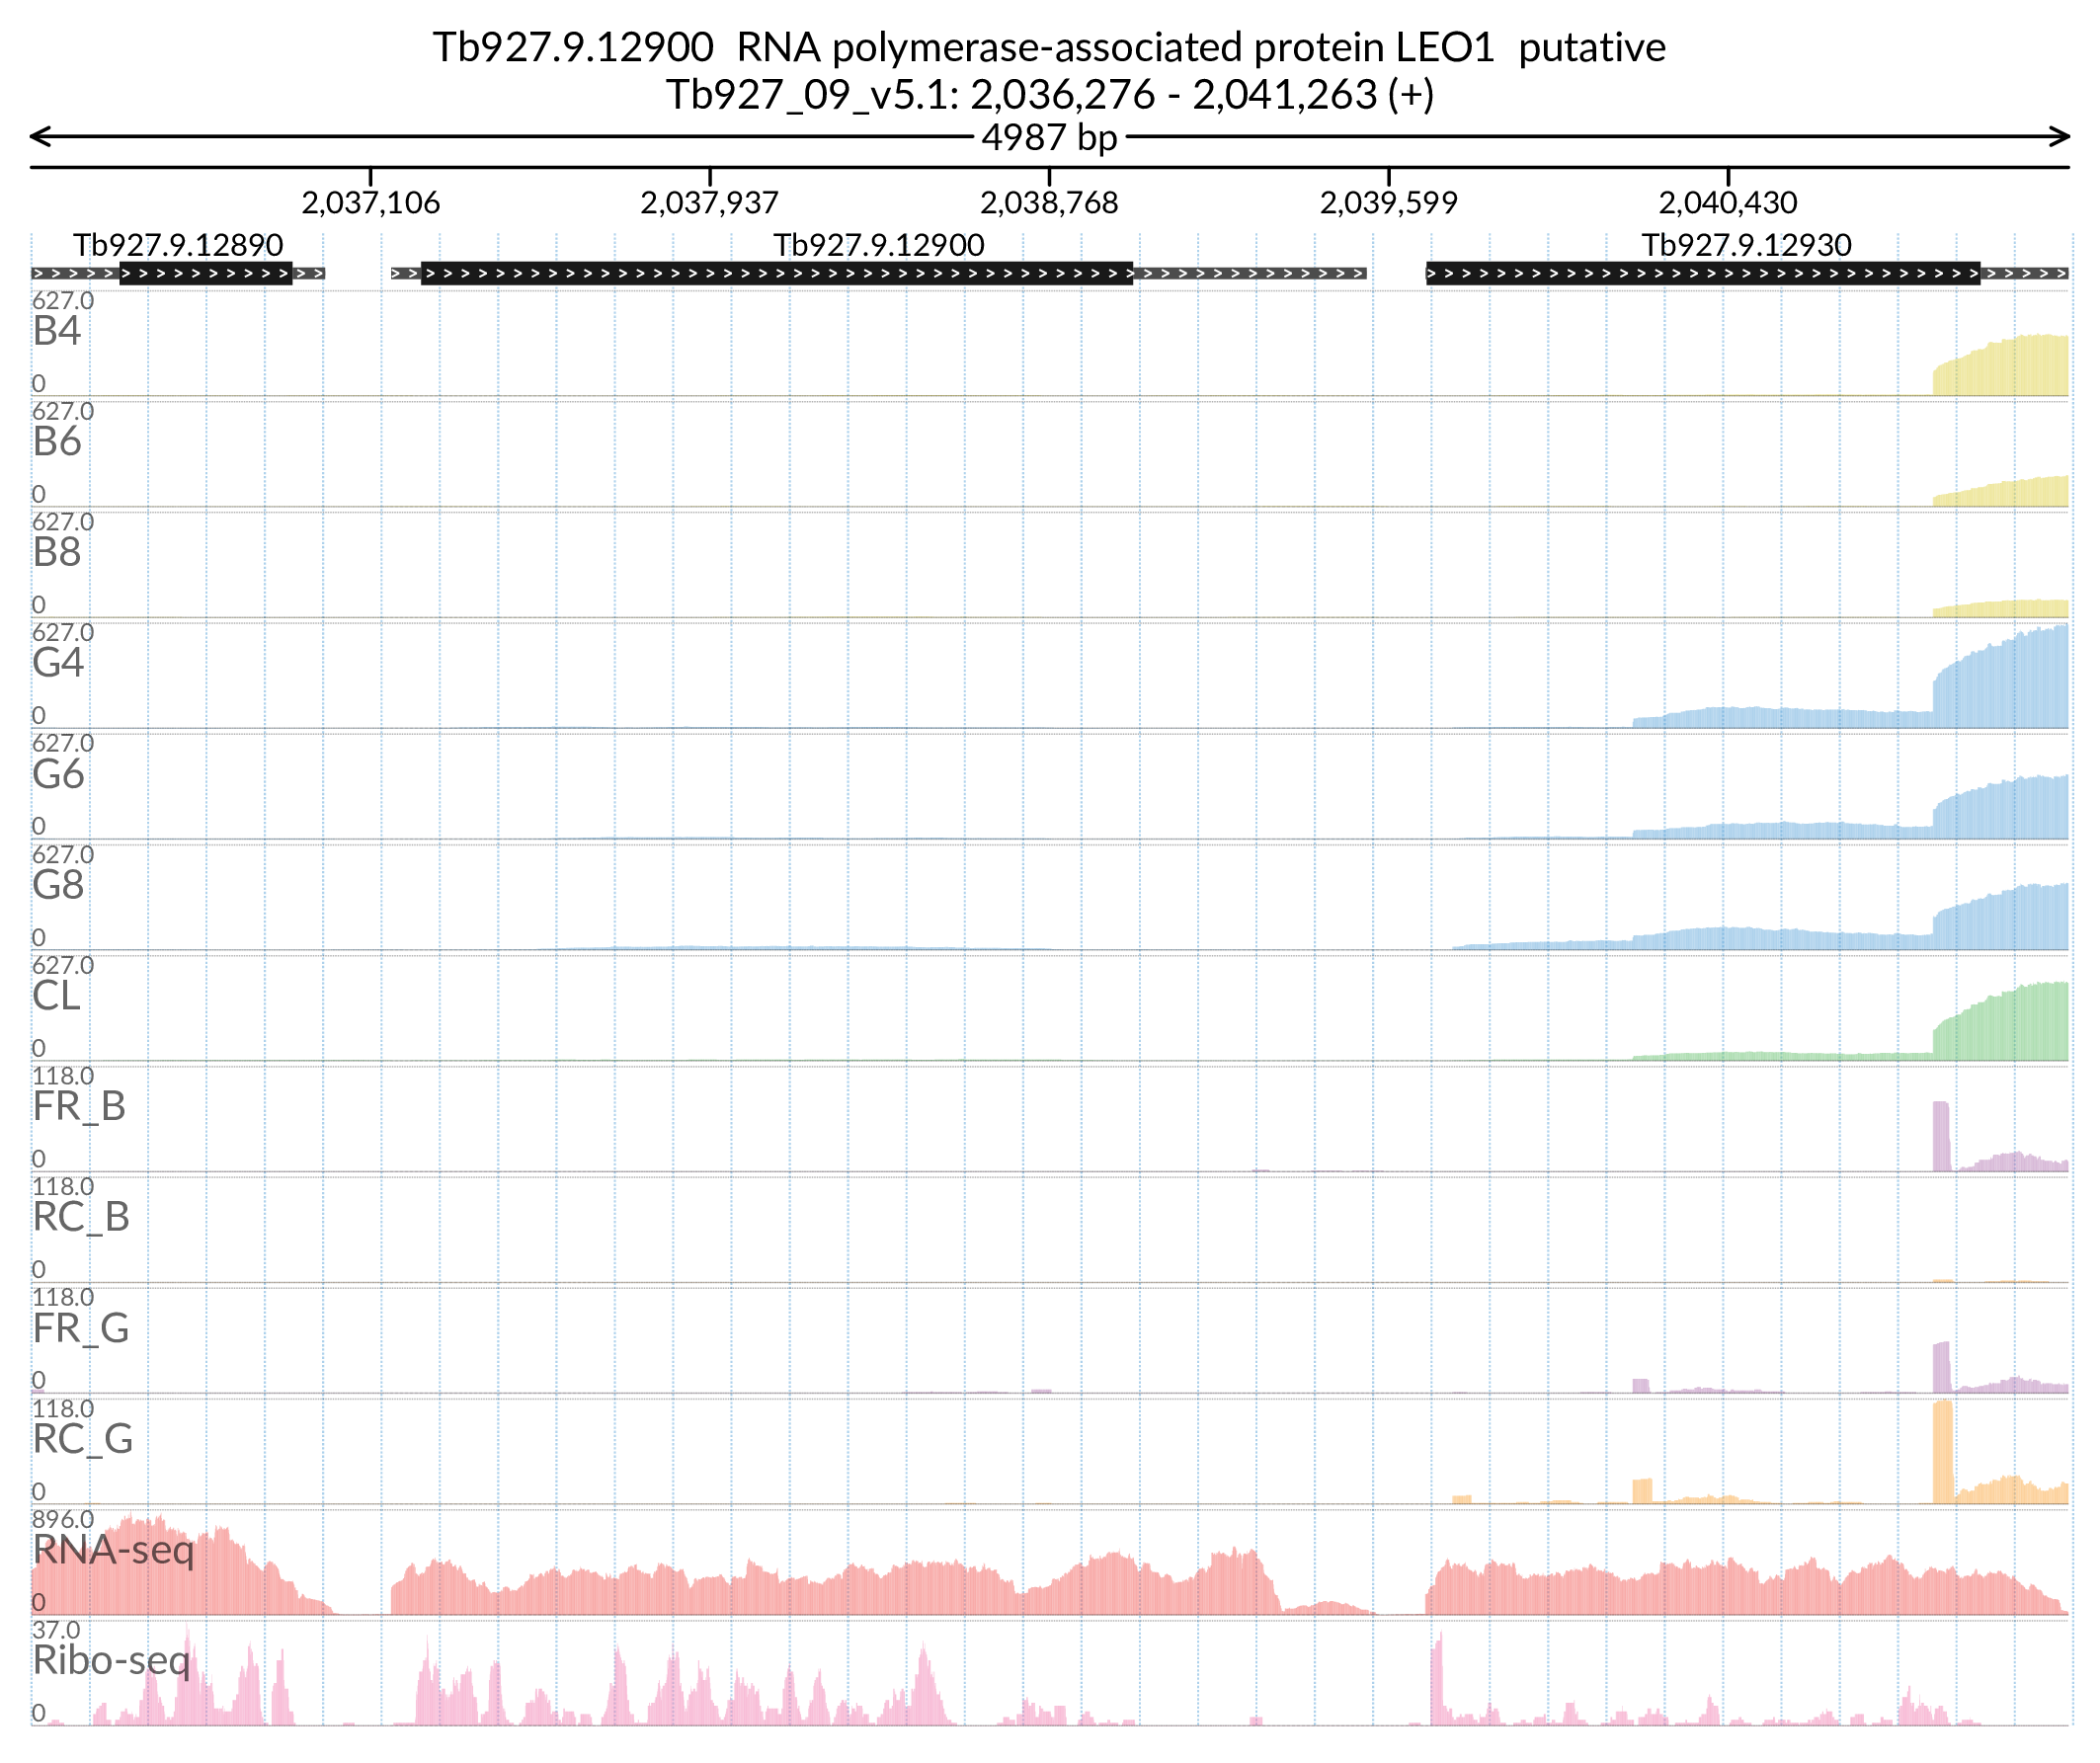 Tb927.9.12900 RNA polymerase-associated protein LEO1 putative
Tb927_09_v5.1: 2,036,276 - 2,041,263 (+)
4987 bp
2,037,106 2,037,937 2,038,768 2,039,599 2,040,430
Tb927.9.12890 Tb927.9.12900 Tb927.9.12930
627.0
B4
0
627.0
B6
0
627.0
B8
0
627.0
G4
0
627.0
G6
0
627.0
G8
0
627.0
CL
0
118.0
FR_B
0
118.0
RC_B
0
118.0
FR_G
0
118.0
RC_G
0
896.0
RNA-seq
0
37.0
Ribo-seq
0